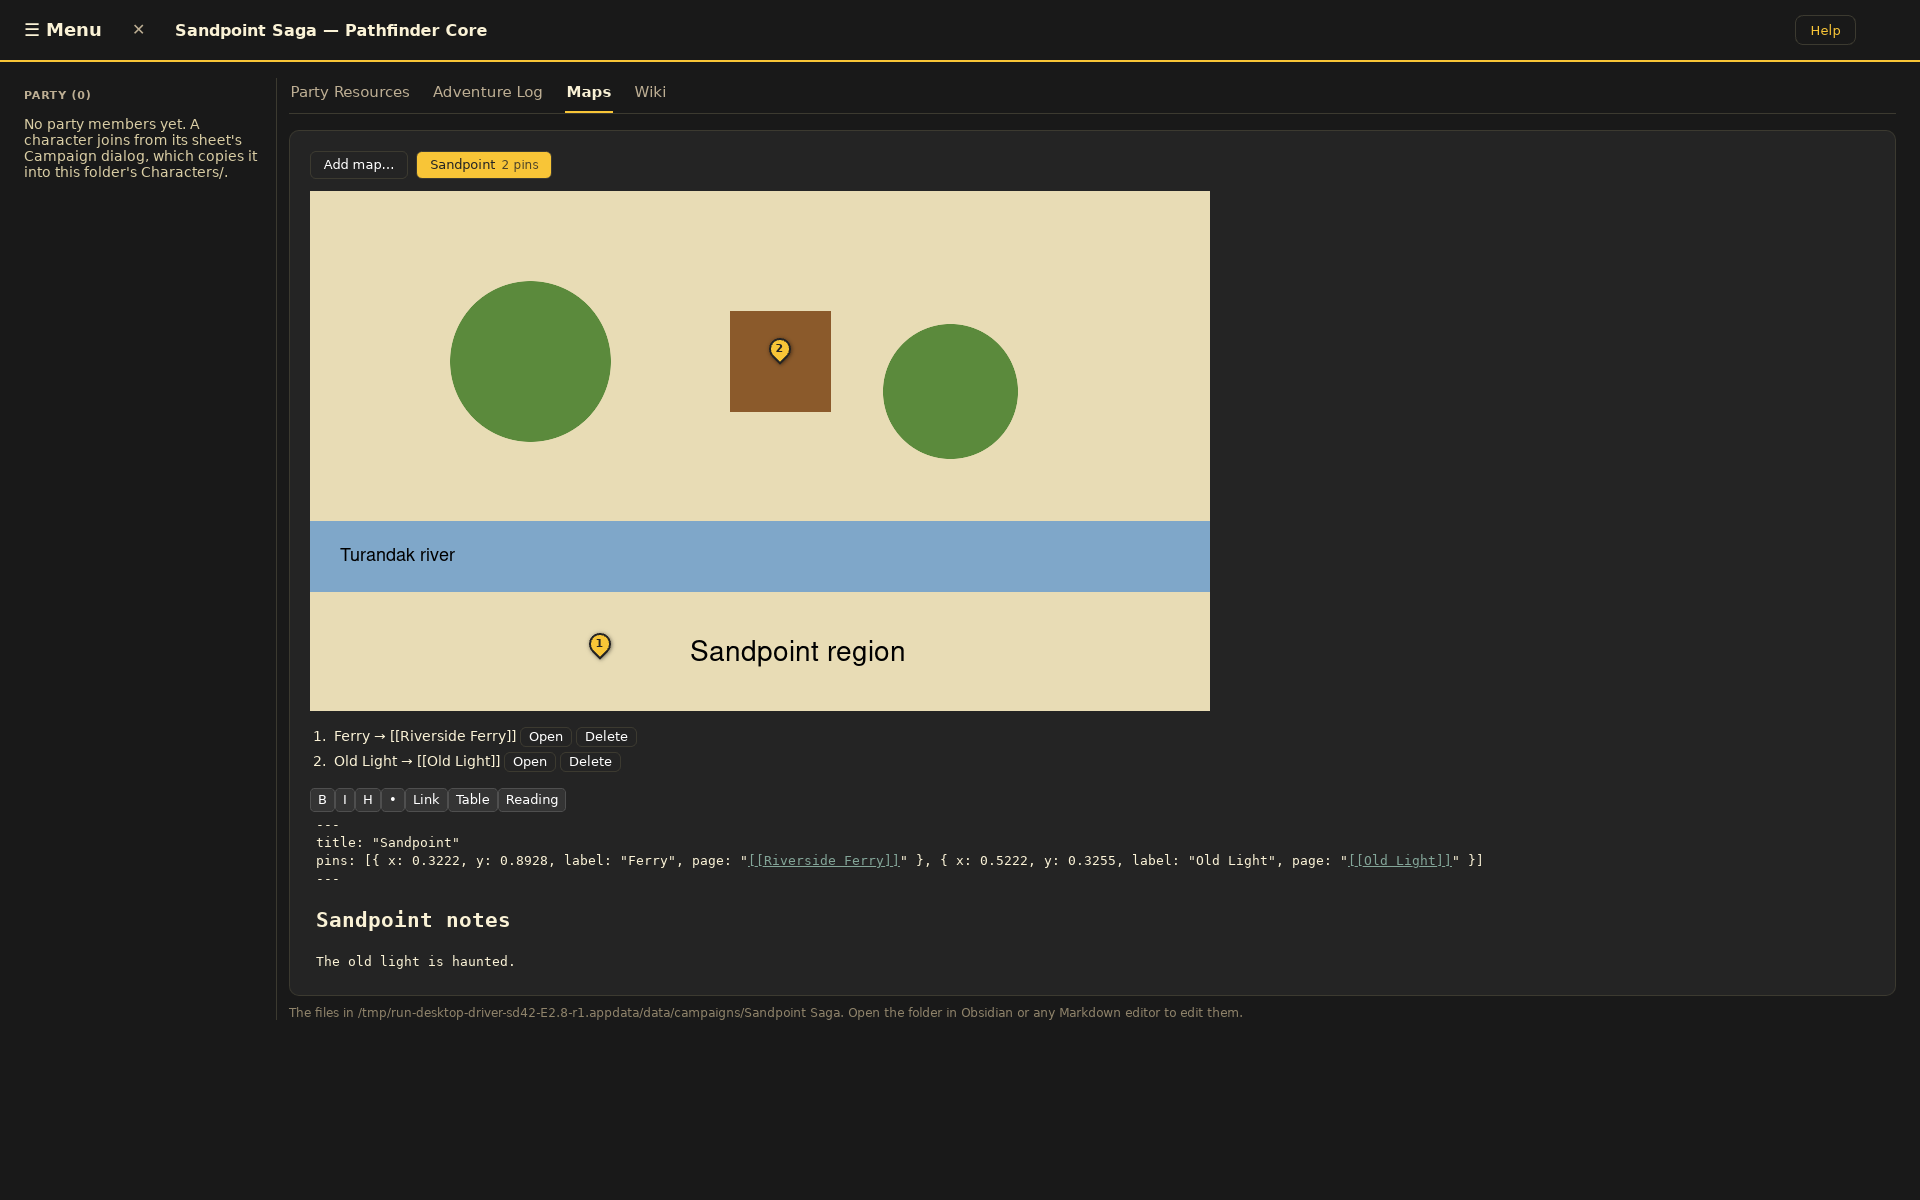 ☰ Menu ✕ Sandpoint Saga — Pathfinder Core Help
PARTY (0)
No party members yet. A
character joins from its sheet's
Campaign dialog, which copies it
into this folder's Characters/.
Party Resources Adventure Log Maps Wiki
Add map... Sandpoint 2 pins
2
Turandak river
1
Sandpoint region
1. Ferry → [[Riverside Ferry]] Open Delete
2. Old Light → [[Old Light]] Open Delete
B I H • Link Table Reading
---
title: "Sandpoint"
pins: [{ x: 0.3222, y: 0.8928, label: "Ferry", page: "[[Riverside Ferry]]" }, { x: 0.5222, y: 0.3255, label: "Old Light", page: "[[Old Light]]" }]
---
Sandpoint notes
The old light is haunted.
The files in /tmp/run-desktop-driver-sd42-E2.8-r1.appdata/data/campaigns/Sandpoint Saga. Open the folder in Obsidian or any Markdown editor to edit them.